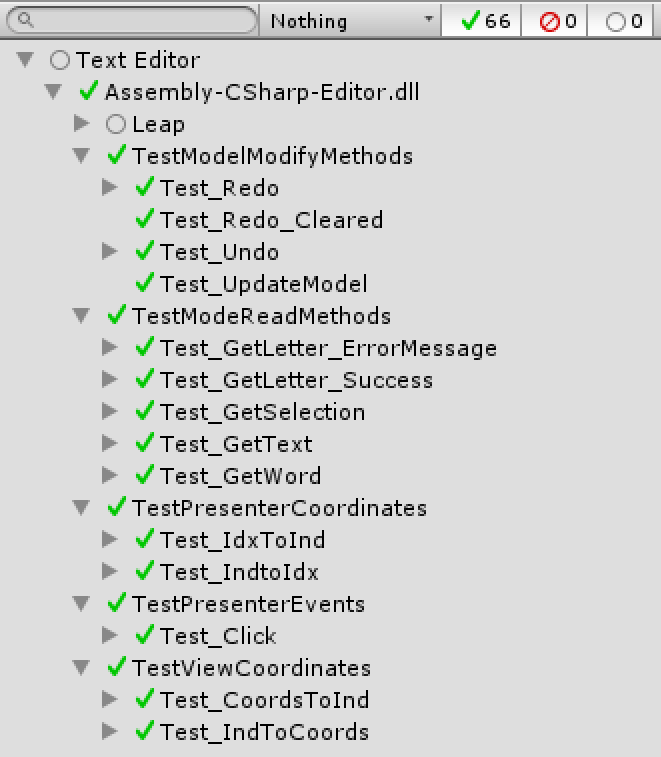 Nothing 66 0 0
Text Editor
Assembly-CSharp-Editor.dll
Leap
TestModelModifyMethods
Test_Redo
Test_Redo_Cleared
Test_Undo
Test_UpdateModel
TestModeReadMethods
Test_GetLetter_ErrorMessage
Test_GetLetter_Success
Test_GetSelection
Test_GetText
Test_GetWord
TestPresenterCoordinates
Test_IdxToInd
Test_IndtoIdx
TestPresenterEvents
Test_Click
TestViewCoordinates
Test_CoordsToInd
Test_IndToCoords